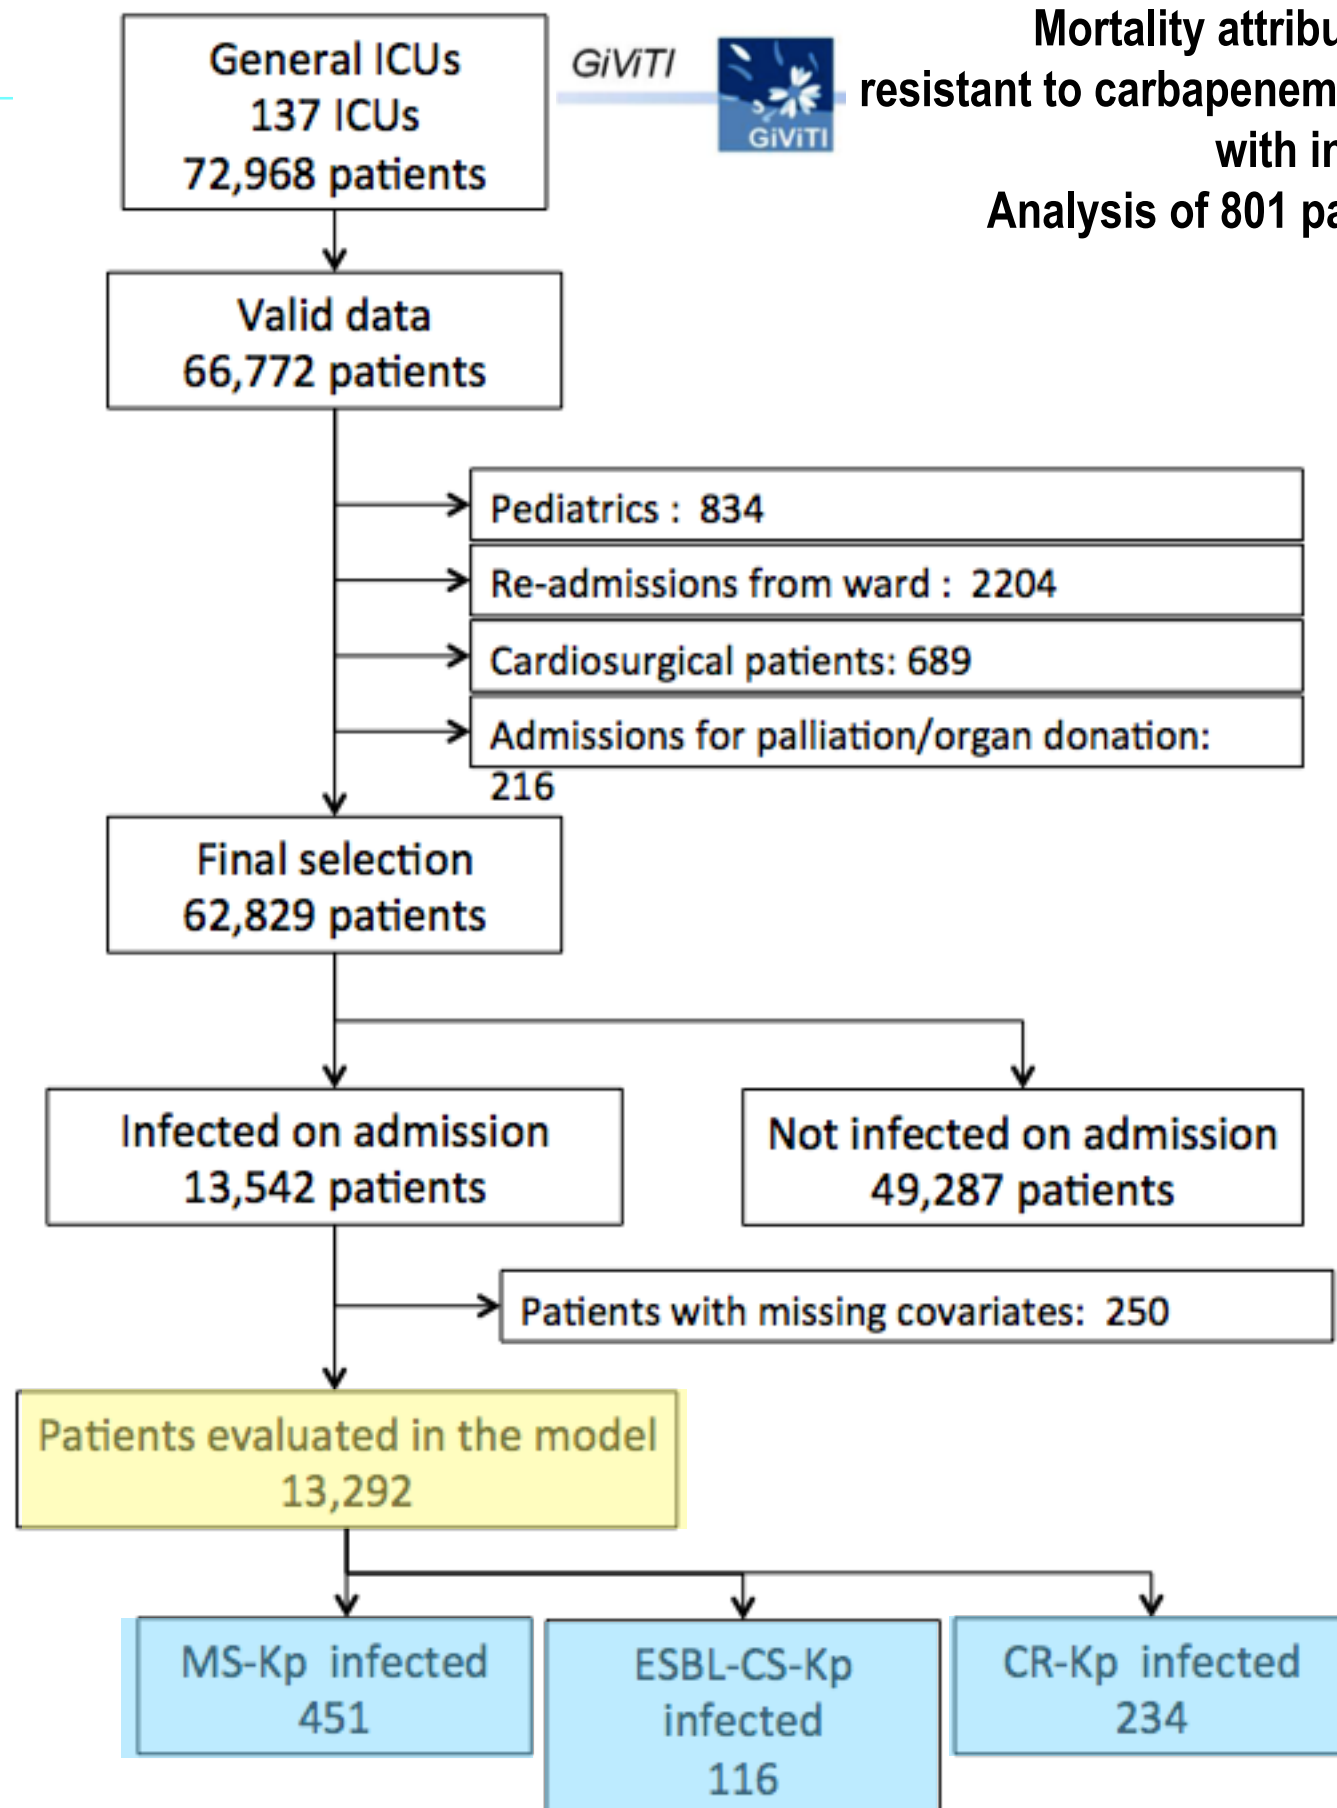 General ICUs
137 ICUs
72,968 patients
GiViTI
GiViTI
Mortality
resistant to
with
Analysis of 801
Valid data
66,772 patients
Pediatrics : 834
Re-admissions from ward : 2204
Cardiosurgical patients: 689
Admissions for palliation/organ donation:
216
Final selection
62,829 patients
Infected on admission
13,542 patients
Not infected on admission
49,287 patients
Patients with missing covariates: 250
Patients evaluated in the model
13,292
MS-Kp infected
451
ESBL-CS-Kp
infected
116
CR-Kp infected
234